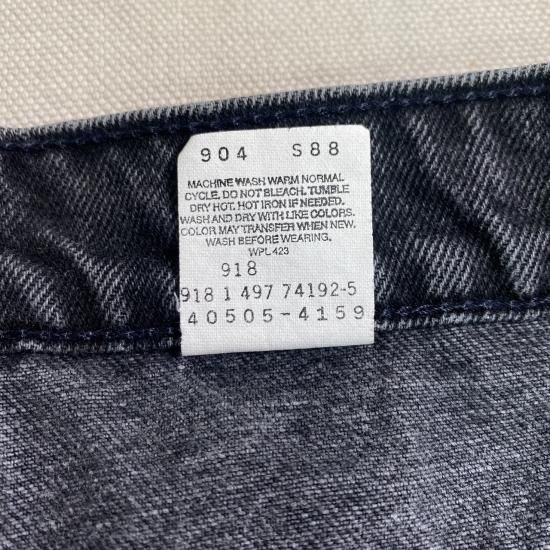 904 S88
MACHINE WASH WARM NORMAL
CYCLE. DO NOT BLEACH. TUMBLE
DRY HOT. HOT IRON IF NEEDED.
WASH AND DRY WITH LIKE COLORS.
COLOR MAY TRANSFER WHEN NEW.
WASH BEFORE WEARING.
WPL 423
918
918 1 497 74192-5
40505-4159